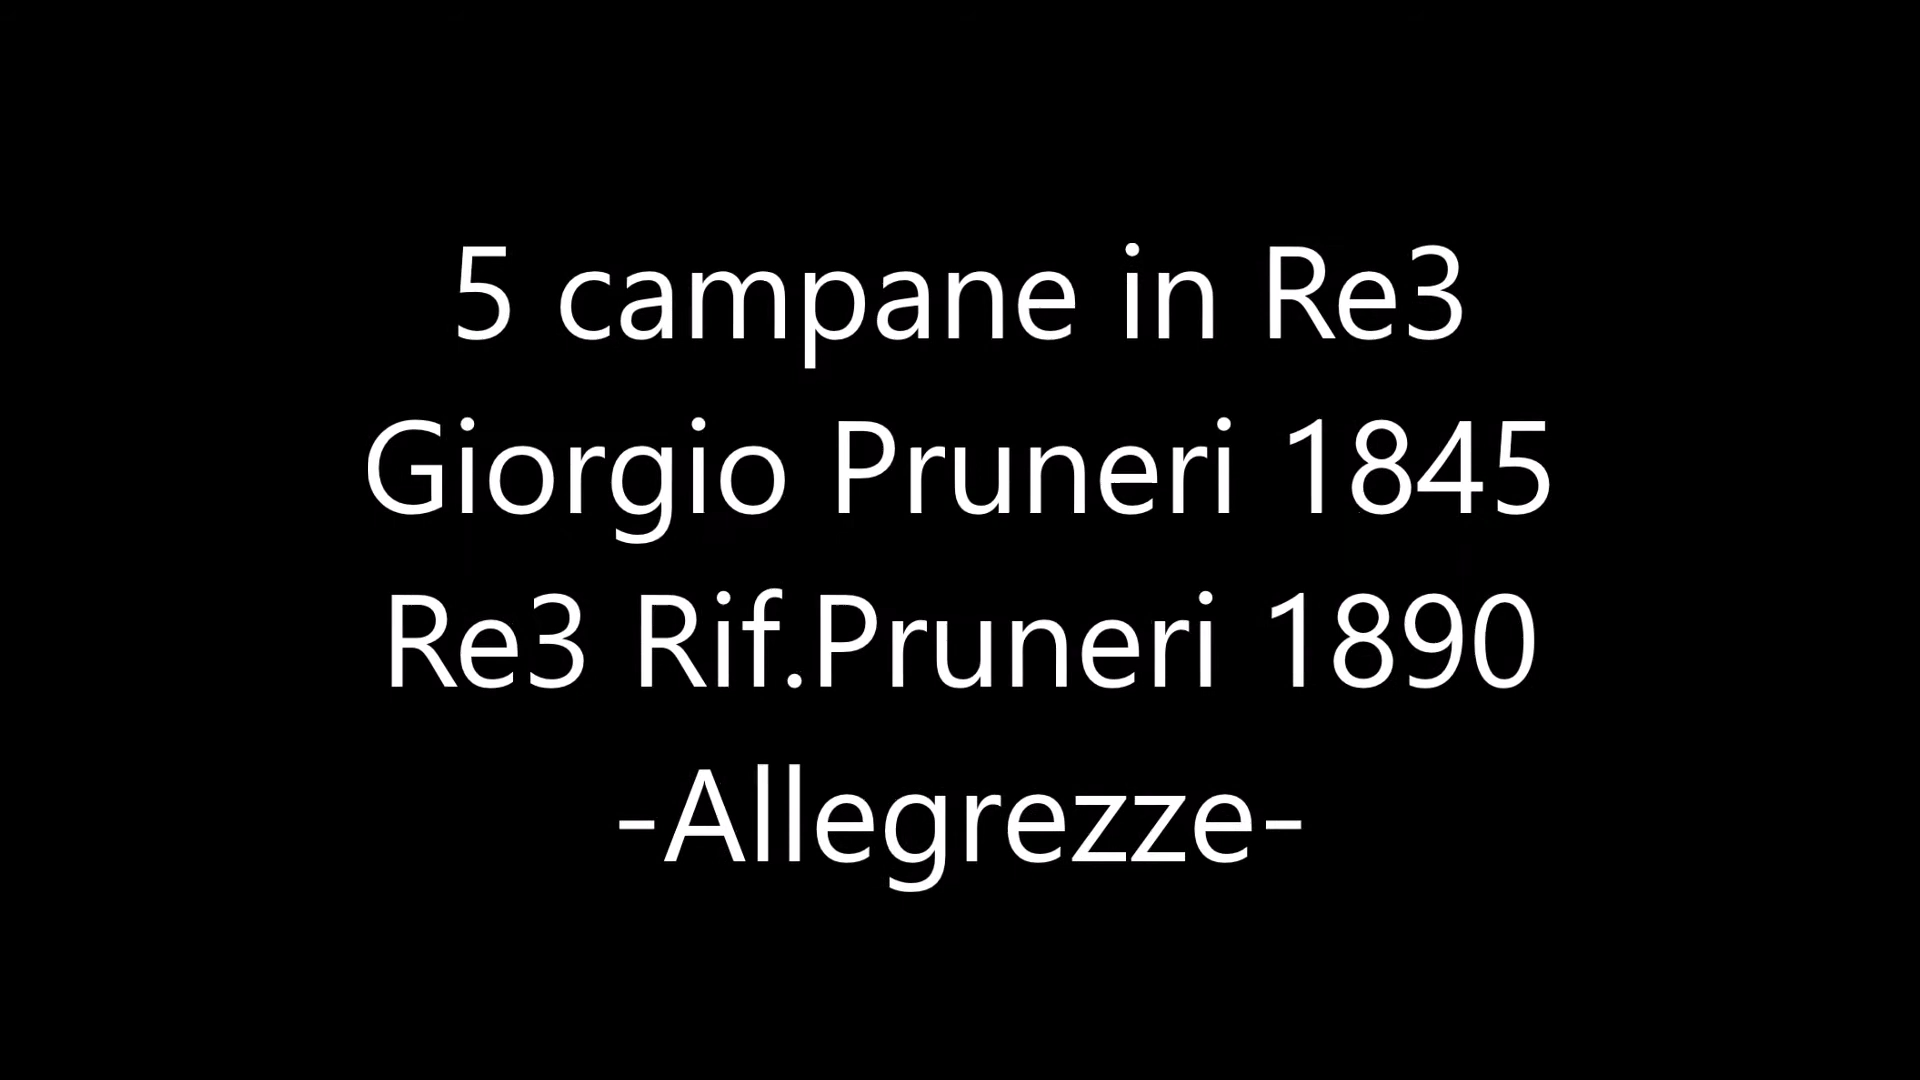 5 campane in Re3
Giorgio Pruneri 1845
Re3 Rif.Pruneri 1890
-Allegrezze-